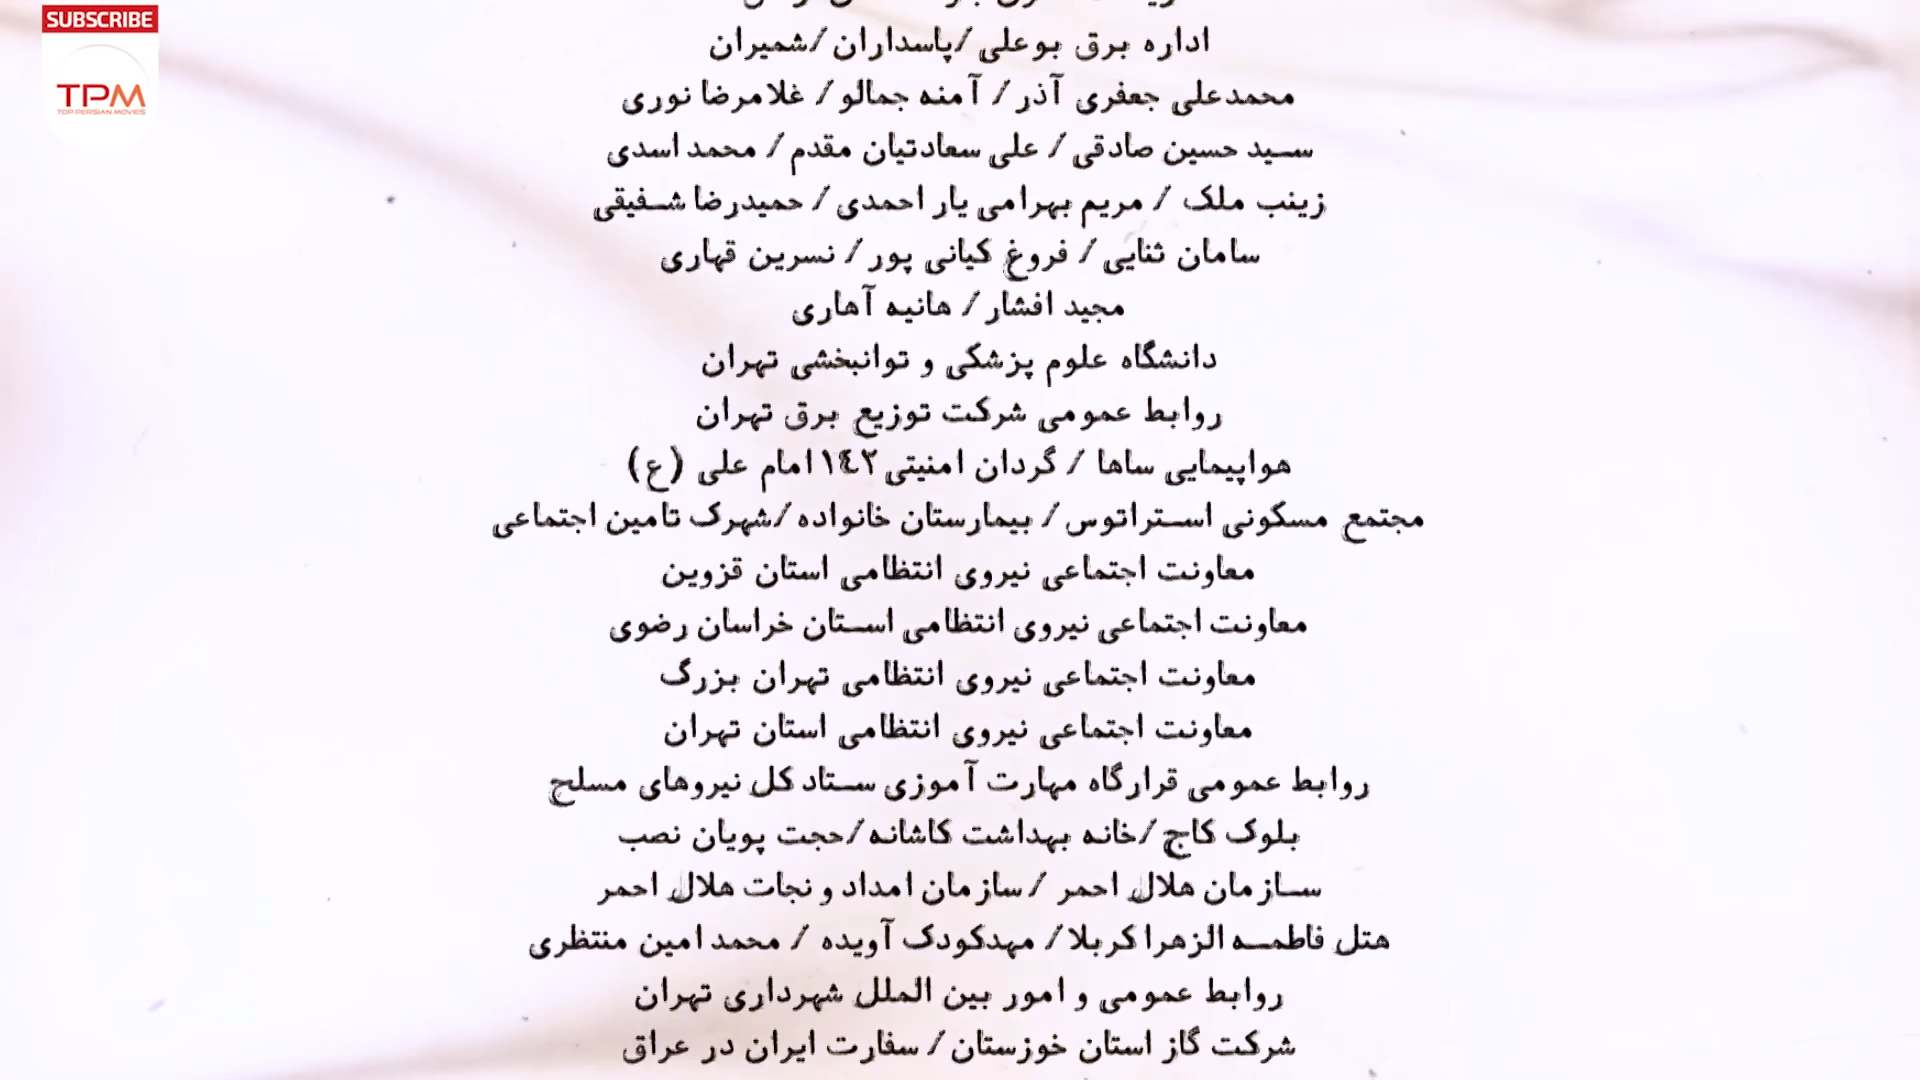 SUBSCRIBE
TPM
TOP PERSIAN MOVIES
اداره برق بوعلی /پاسداران /شمیران
محمدعلی جعفری آذر / آمنه جمالو / غلامرضا نوری
سید حسین صادقی / علی سعادتیان مقدم / محمد اسدی
زینب ملک / مریم بهرامی یار احمدی / حمیدرضا شفیقی
سامان ثنایی / فروغ کیانی پور / نسرین قهاری
مجید افشار / هانیه آهاری
دانشگاه علوم پزشکی و توانبخشی تهران
روابط عمومی شرکت توزیع برق تهران
هواپیمایی ساها / گردان امنیتی ١٤٢ امام علی (ع)
مجتمع مسکونی استراتوس / بیمارستان خانواده /شهرک تامین اجتماعی
معاونت اجتماعی نیروی انتظامی استان قزوین
معاونت اجتماعی نیروی انتظامی استان خراسان رضوی
معاونت اجتماعی نیروی انتظامی تهران بزرگ
معاونت اجتماعی نیروی انتظامی استان تهران
روابط عمومی قرارگاه مهارت آموزی ستاد کل نیروهای مسلح
بلوک کاج /خانه بهداشت کاشانه /حجت پویان نصب
سازمان هلال احمر / سازمان امداد و نجات هلال احمر
هتل فاطمه الزهرا کربلا / مهدکودک آویده / محمد امین منتظری
روابط عمومی و امور بین الملل شهرداری تهران
شرکت گاز استان خوزستان / سفارت ایران در عراق